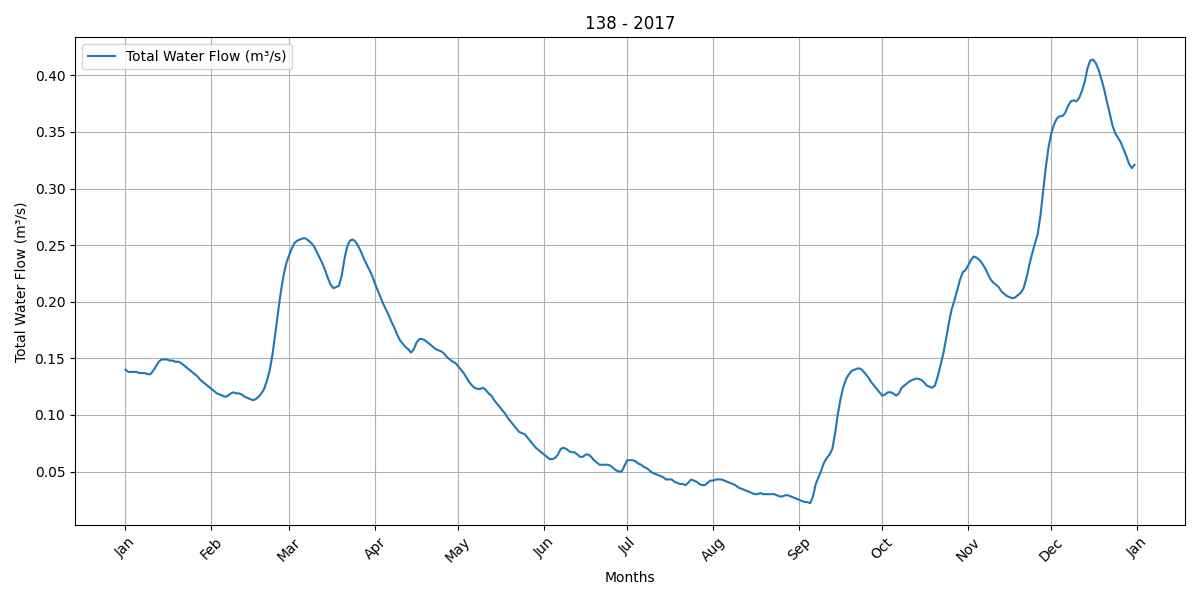 138 - 2017
Total Water Flow (m³/s)
Total Water Flow (m³/s)
0.40
0.35
0.30
0.25
0.20
0.15
0.10
0.05
Jan Feb Mar Apr May Jun Jul Aug Sep Oct Nov Dec Jan
Months